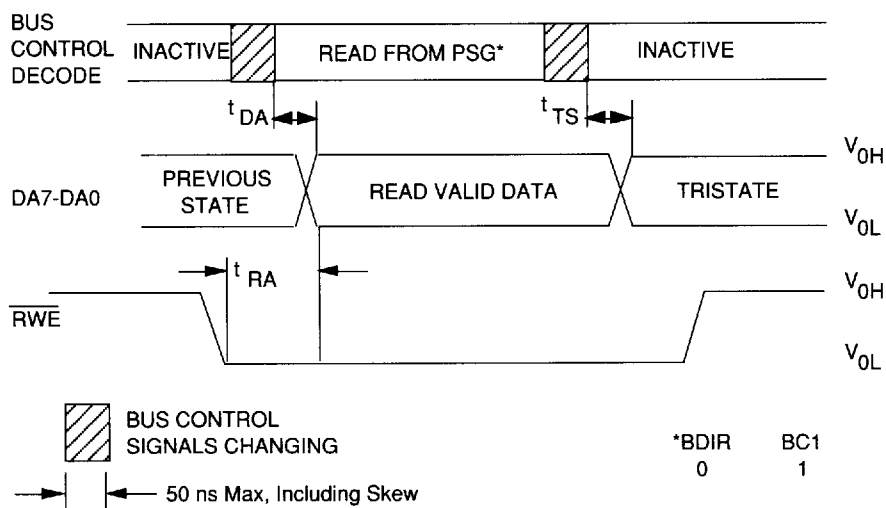 BUS
CONTROL
DECODE
INACTIVE
READ FROM PSG*
INACTIVE
t DA
t TS
DA7-DA0
PREVIOUS
STATE
READ VALID DATA
TRISTATE
V0H
V0L
t RA
RWE
V0H
V0L
BUS CONTROL
SIGNALS CHANGING
*BDIR BC1
0 1
50 ns Max, Including Skew